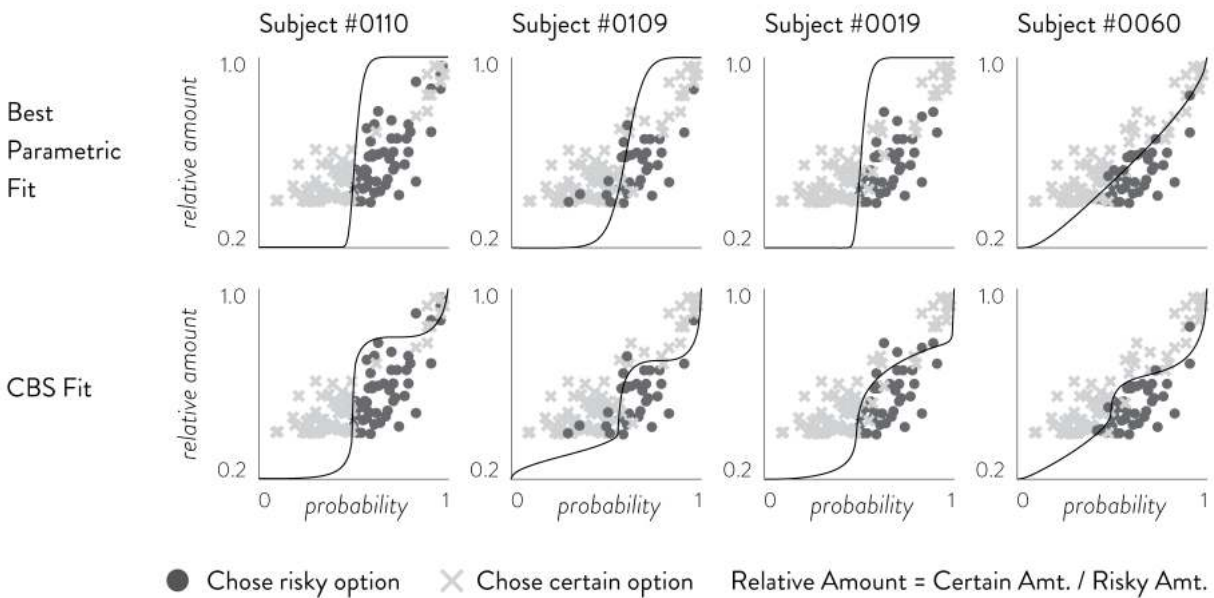 Subject #0110 Subject #0109 Subject #0019 Subject #0060
Best
Parametric
Fit
relative amount
1.0 1.0 1.0 1.0
0.2 0.2 0.2 0.2
CBS Fit
relative amount
1.0 1.0 1.0 1.0
0.2 0.2 0.2 0.2
0 1 0 1 0 1 0 1
probability probability probability probability
Chose risky option Chose certain option Relative Amount = Certain Amt. / Risky Amt.